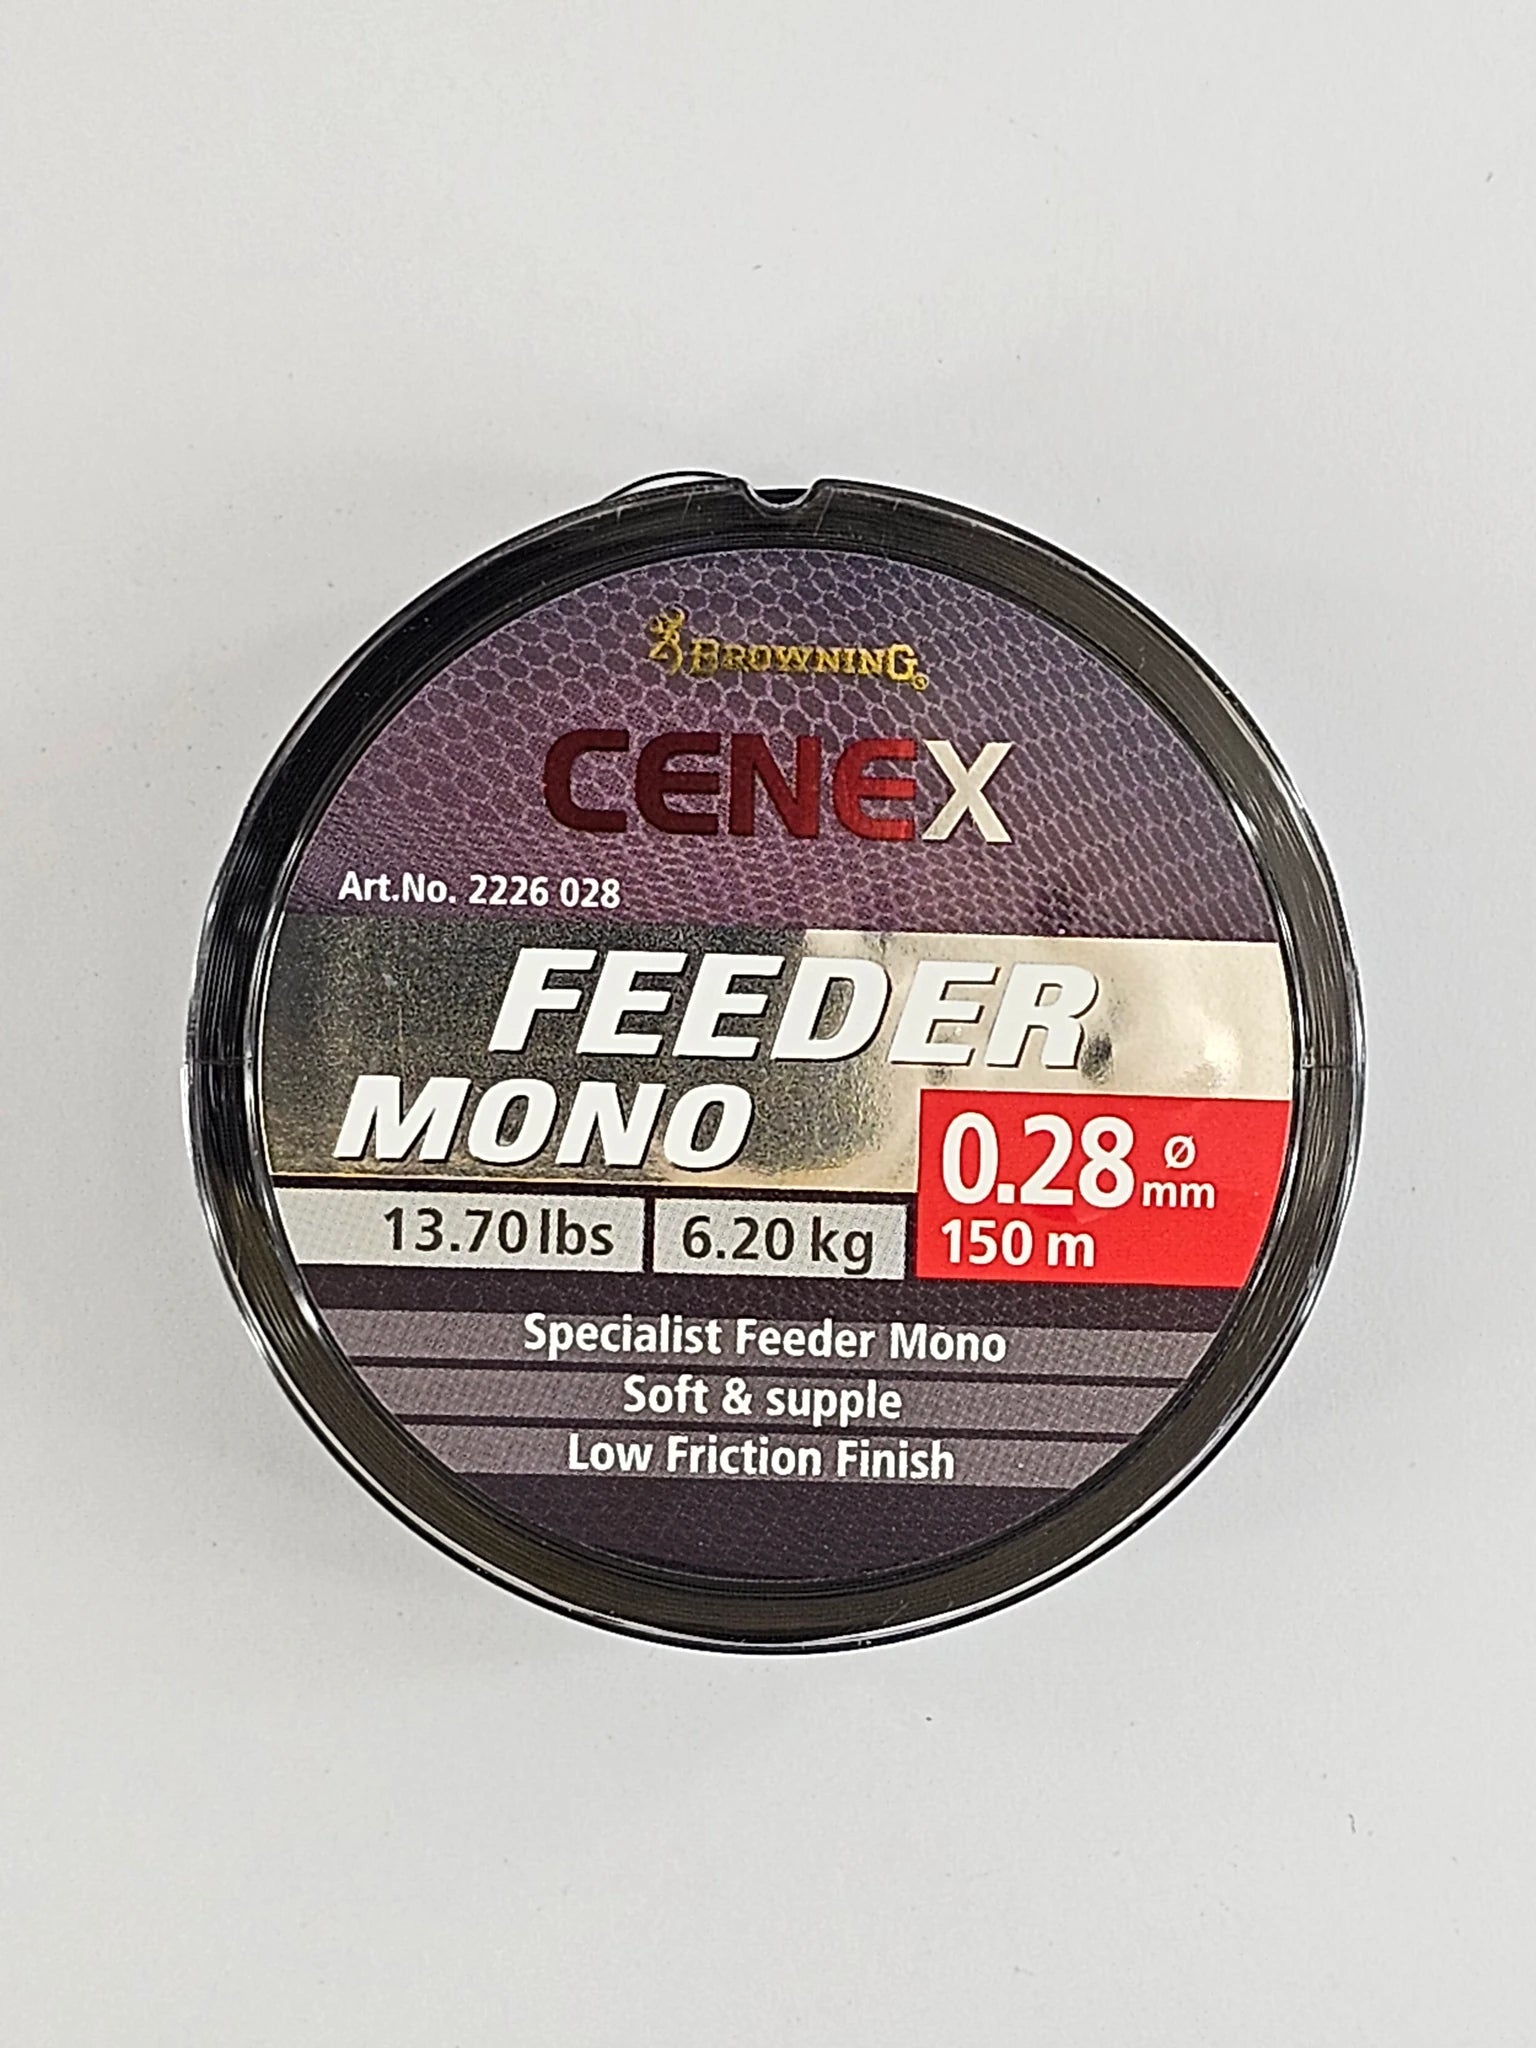 BROWNING®
CENEX
Art.No. 2226 028
FEEDER
MONO
0.28 ø mm
13.70 lbs 6.20 kg 150 m
Specialist Feeder Mono
Soft & supple
Low Friction Finish